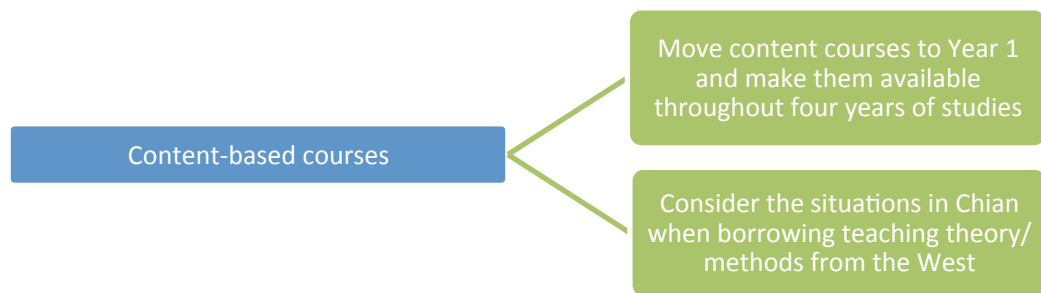 Content-based courses
Move content courses to Year 1
and make them available
throughout four years of studies
Consider the situations in Chian
when borrowing teaching theory/
methods from the West